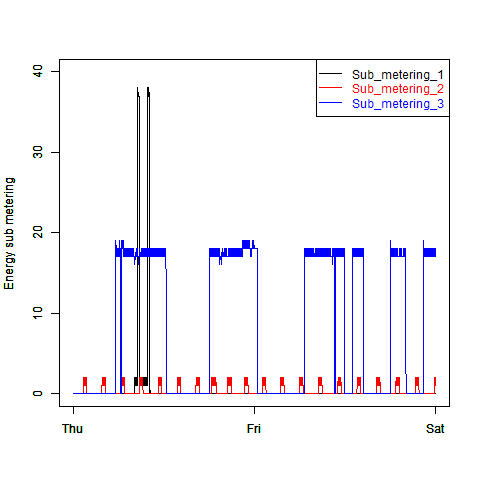 Sub_metering_1
Sub_metering_2
Sub_metering_3
Energy sub metering
40
30
20
10
0
Thu Fri Sat